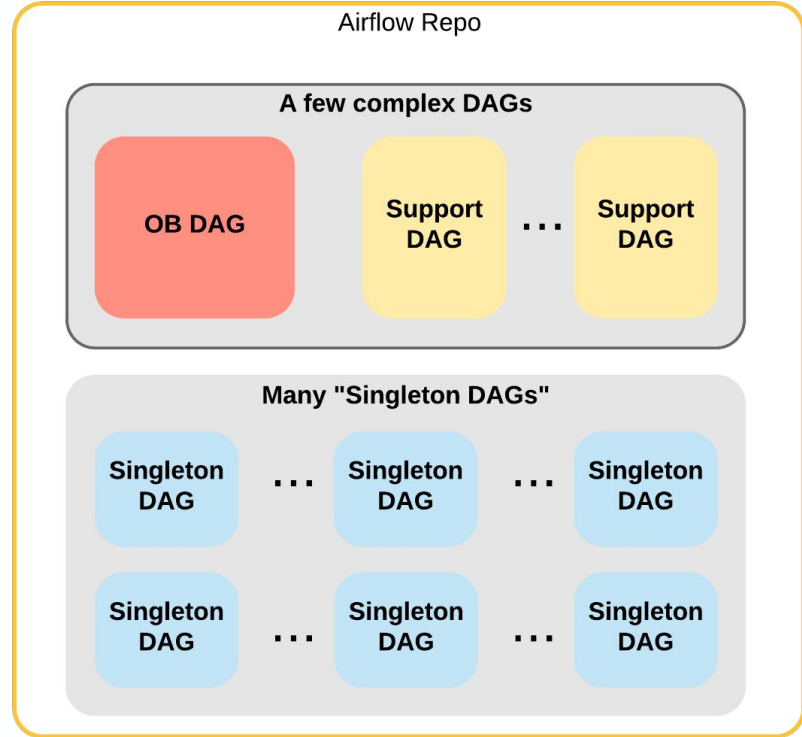 Airflow Repo
A few complex DAGs
OB DAG
Support
DAG
...
Support
DAG
Many "Singleton DAGs"
Singleton
DAG
...
Singleton
DAG
...
Singleton
DAG
Singleton
DAG
...
Singleton
DAG
...
Singleton
DAG